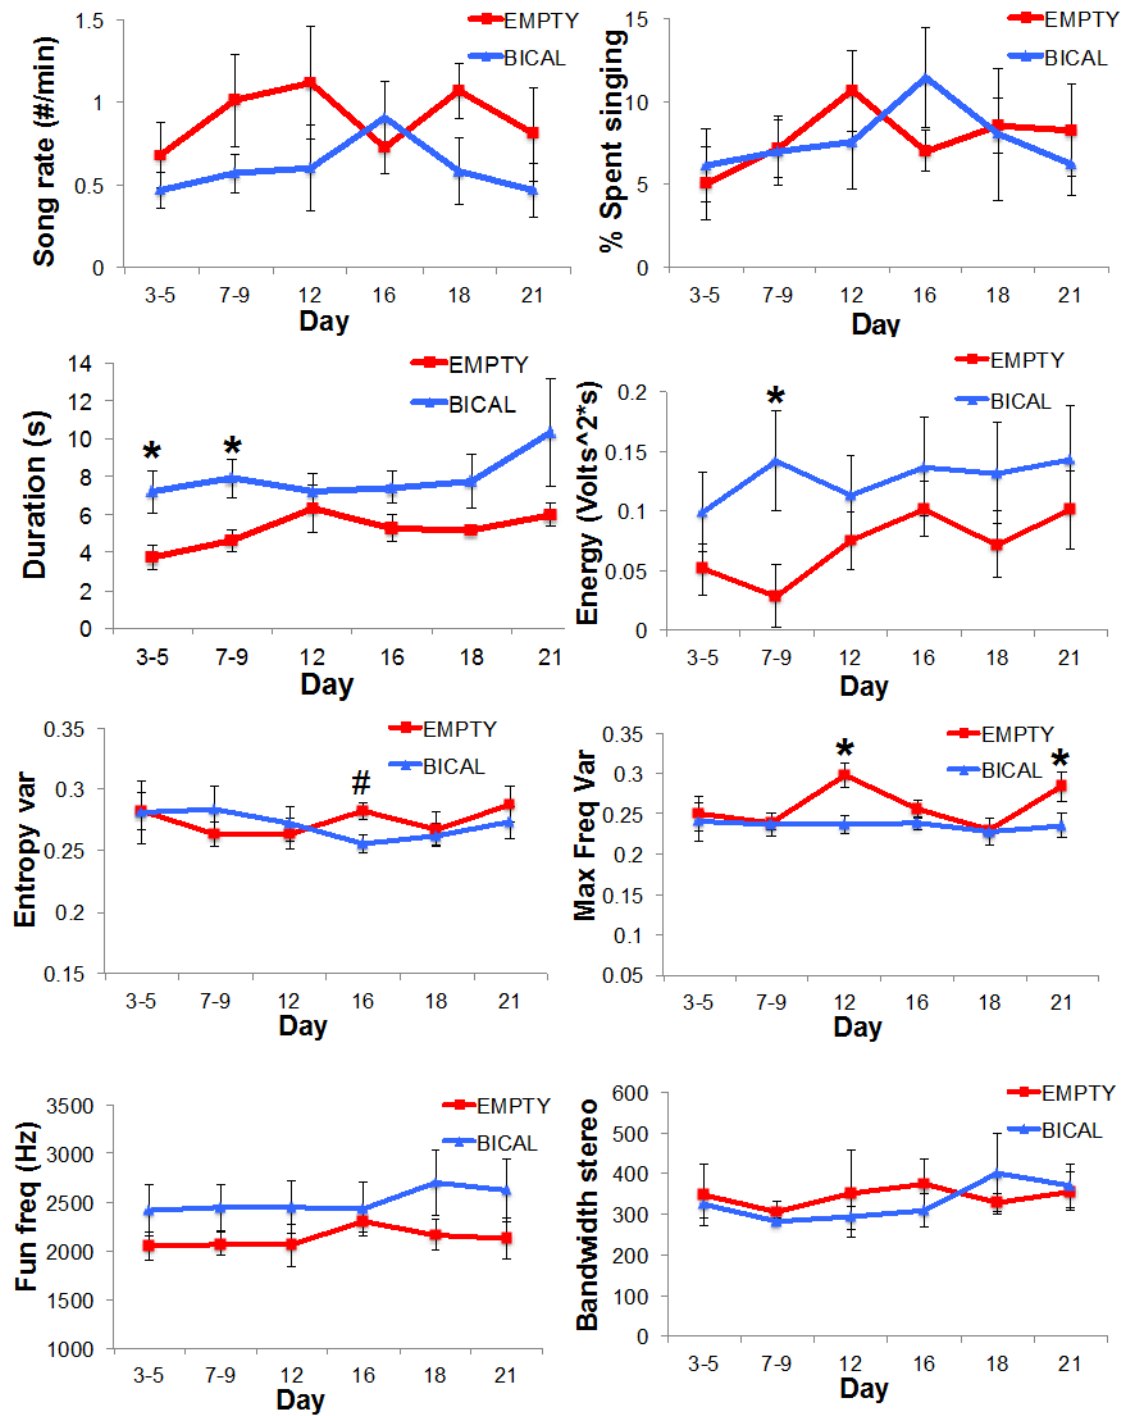 Song rate (#/min)
1.5
1
0.5
0
EMPTY
BICAL
3-5 7-9 12 16 18 21
Day
% Spent singing
15
10
5
0
EMPTY
BICAL
3-5 7-9 12 16 18 21
Day
Duration (s)
14
12
10
8
6
4
2
0
EMPTY
BICAL
* *
3-5 7-9 12 16 18 21
Day
Energy (Volts^2*s)
0.2
0.15
0.1
0.05
0
EMPTY
BICAL
*
3-5 7-9 12 16 18 21
Day
Entropy var
0.35
0.3
0.25
0.2
0.15
EMPTY
BICAL
#
3-5 7-9 12 16 18 21
Day
Max Freq Var
0.35
0.3
0.25
0.2
0.15
0.1
0.05
EMPTY
BICAL
* *
3-5 7-9 12 16 18 21
Day
Fun freq (Hz)
3500
3000
2500
2000
1500
1000
EMPTY
BICAL
3-5 7-9 12 16 18 21
Day
Bandwidth stereo
600
500
400
300
200
100
0
EMPTY
BICAL
3-5 7-9 12 16 18 21
Day